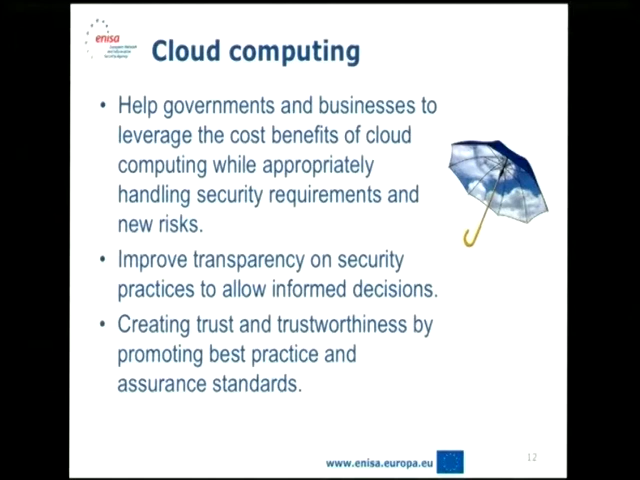 enisa
Cloud computing
• Help governments and businesses to
leverage the cost benefits of cloud
computing while appropriately
handling security requirements and
new risks.
• Improve transparency on security
practices to allow informed decisions.
• Creating trust and trustworthiness by
promoting best practice and
assurance standards.
www.enisa.europa.eu
12